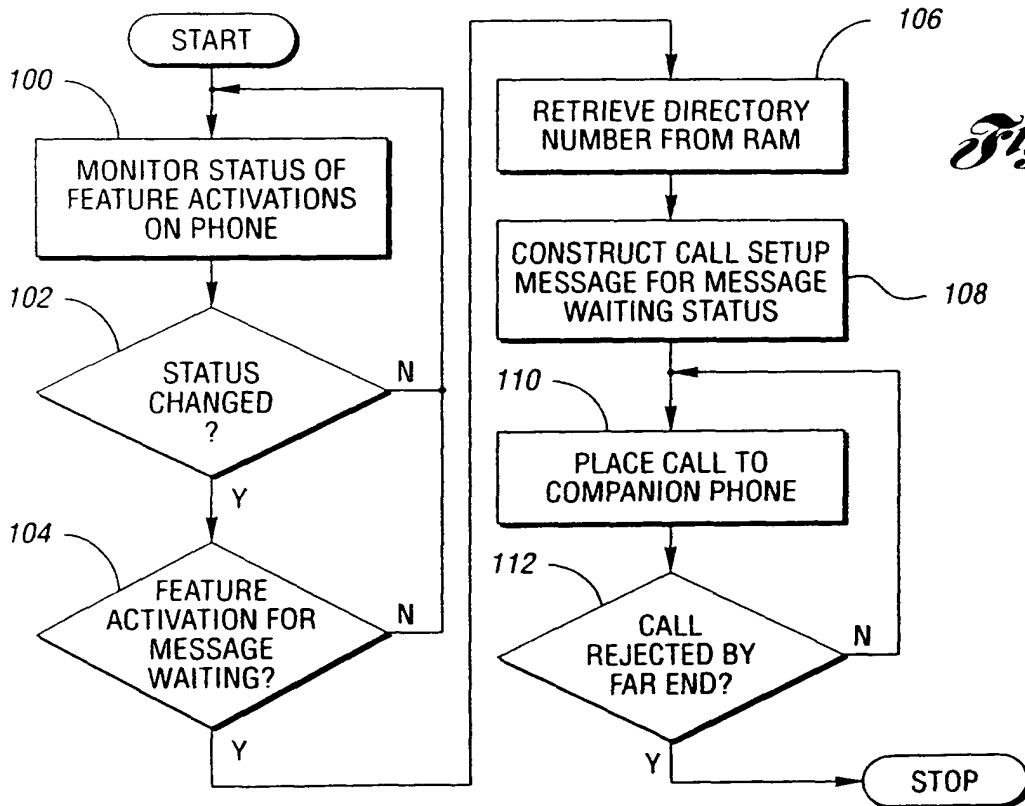 START
100
MONITOR STATUS OF
FEATURE ACTIVATIONS
ON PHONE
102
STATUS
CHANGED
?
N
Y
104
FEATURE
ACTIVATION FOR
MESSAGE
WAITING?
N
Y
106
RETRIEVE DIRECTORY
NUMBER FROM RAM
CONSTRUCT CALL SETUP
MESSAGE FOR MESSAGE
WAITING STATUS
108
110
PLACE CALL TO
COMPANION PHONE
112
CALL
REJECTED BY
FAR END?
N
Y
STOP